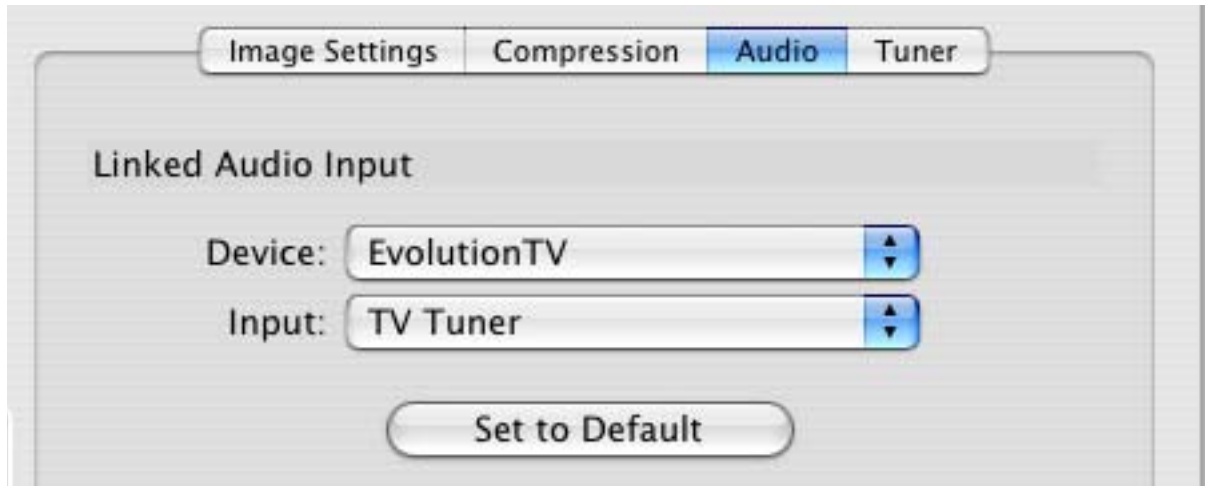 Image Settings Compression Audio Tuner
Linked Audio Input
Device: EvolutionTV
Input: TV Tuner
Set to Default